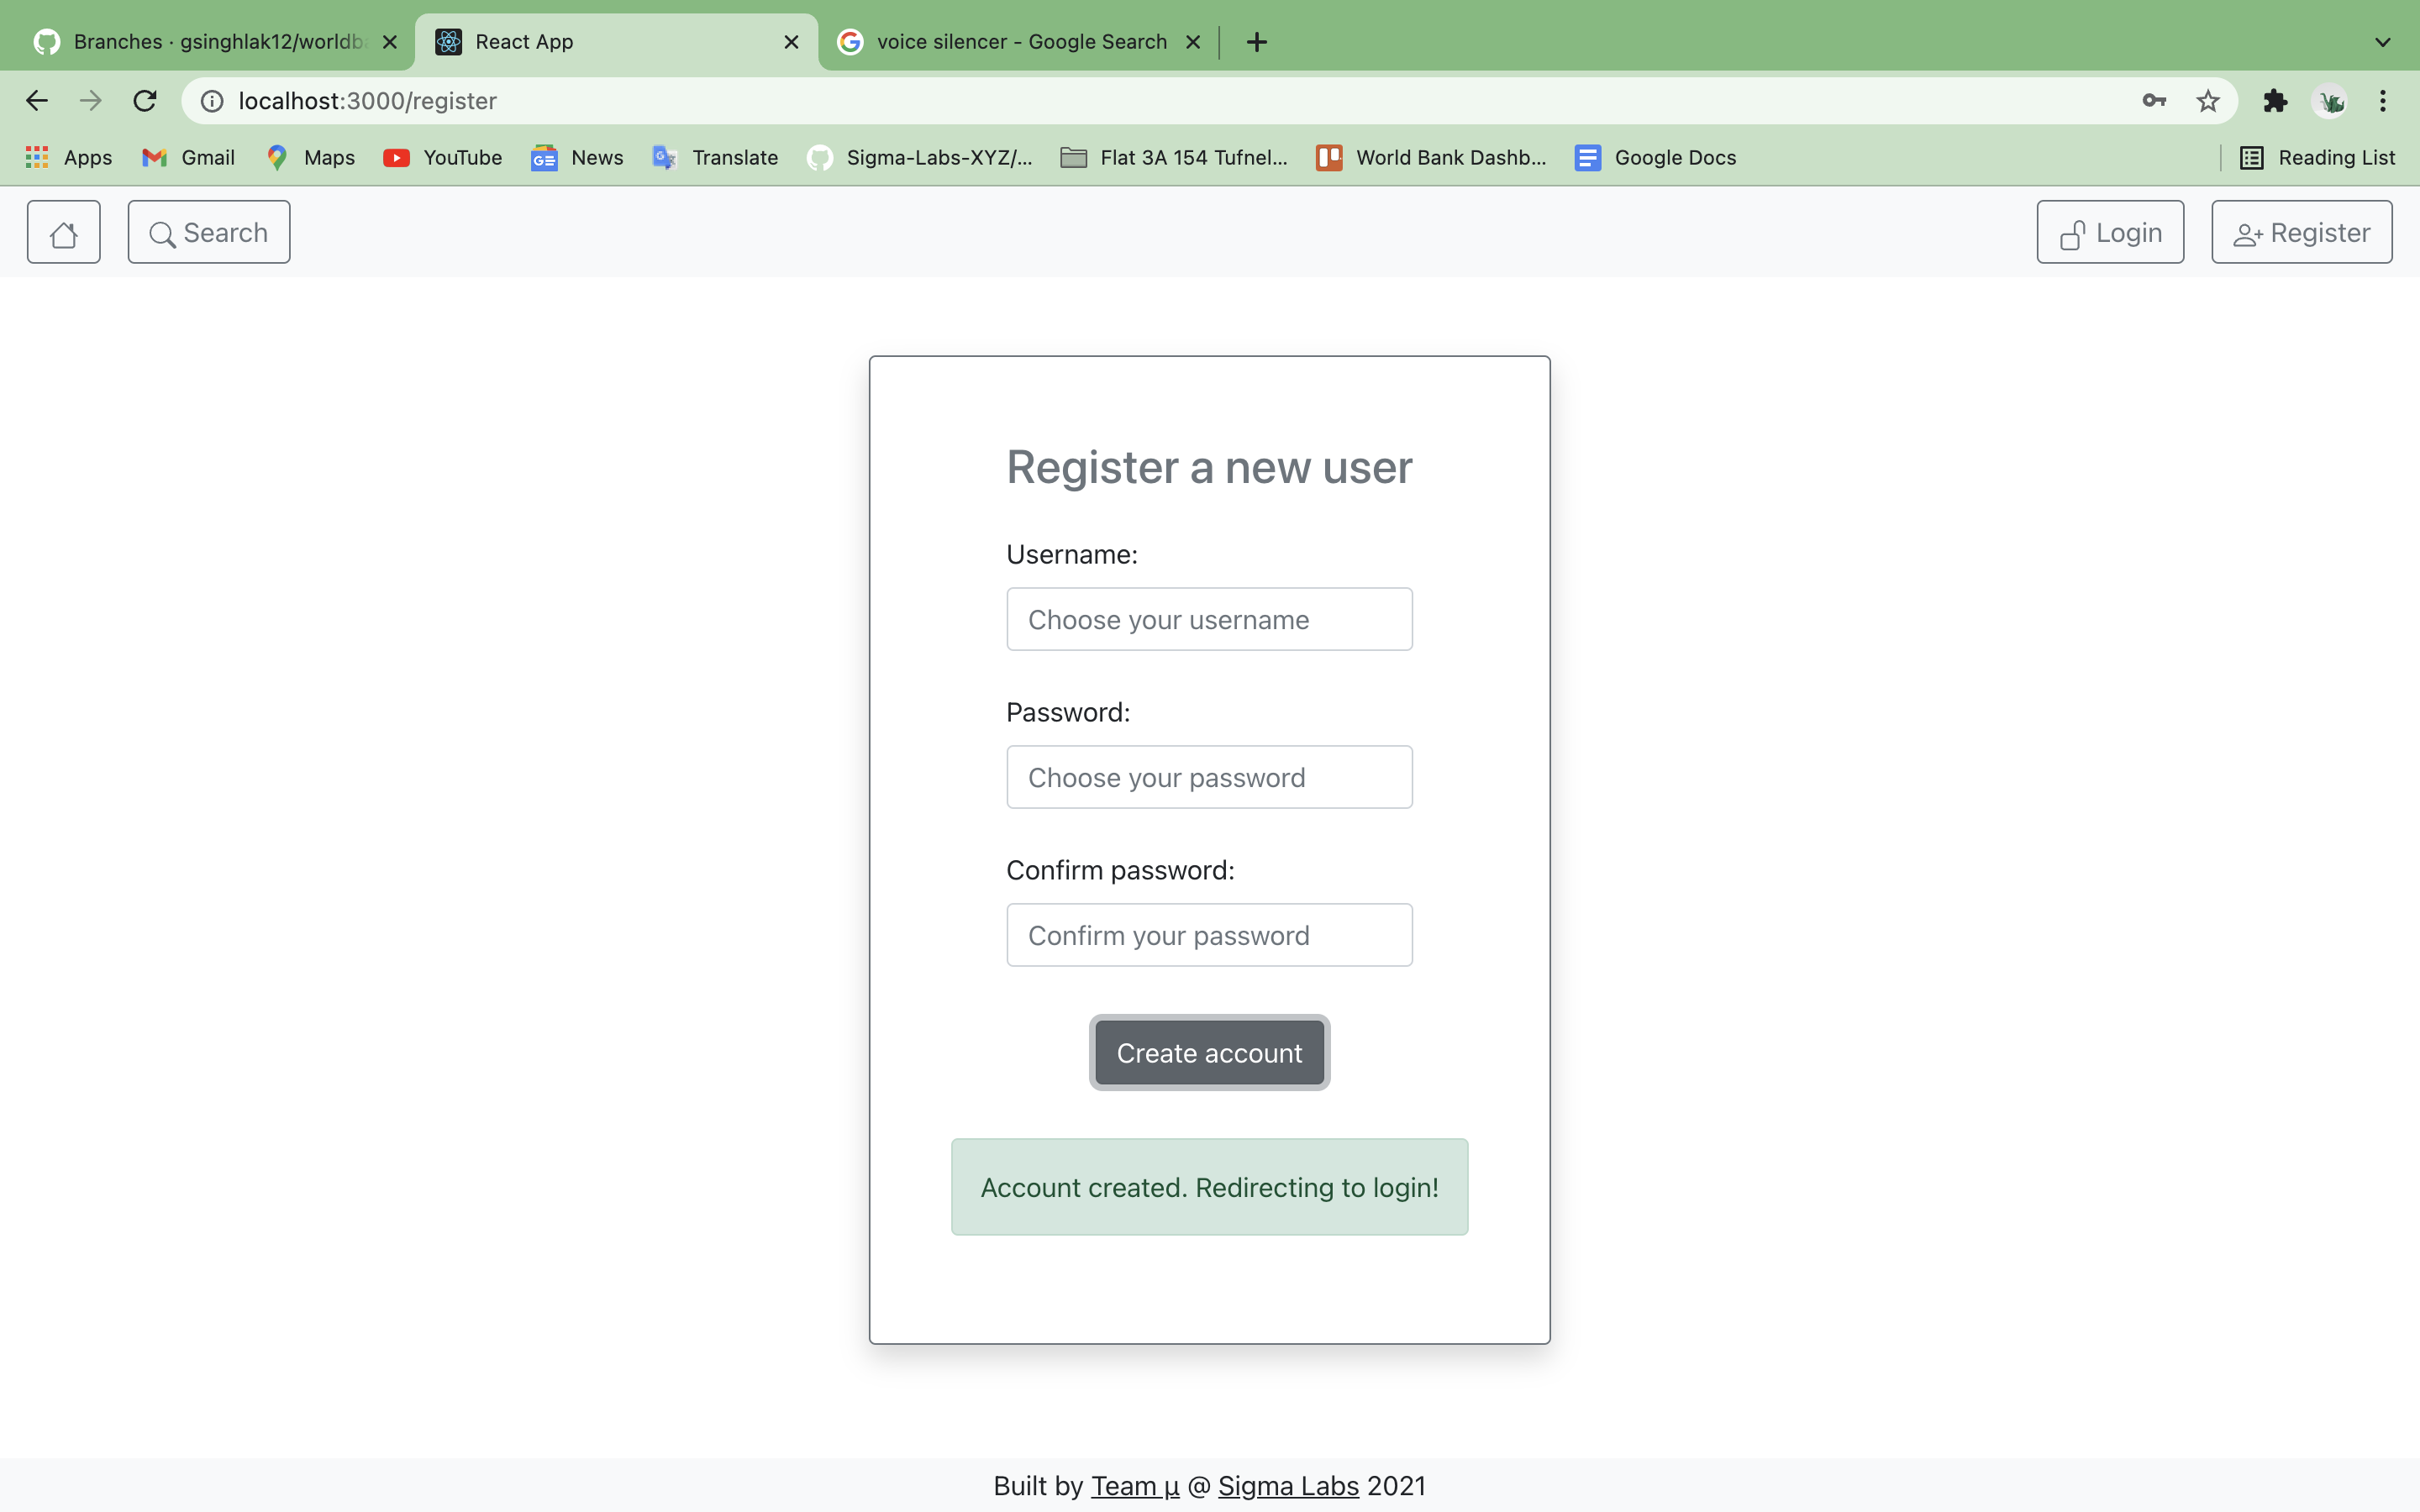 Branches · gsinghlak12/worldba
React App
voice silencer - Google Search
localhost:3000/register
Apps
Gmail
Maps
YouTube
News
Translate
Sigma-Labs-XYZ/...
Flat 3A 154 Tufnel...
World Bank Dashb...
Google Docs
Reading List
Search
Login
Register
Register a new user
Username:
Choose your username
Password:
Choose your password
Confirm password:
Confirm your password
Create account
Account created. Redirecting to login!
Built by Team μ @ Sigma Labs 2021